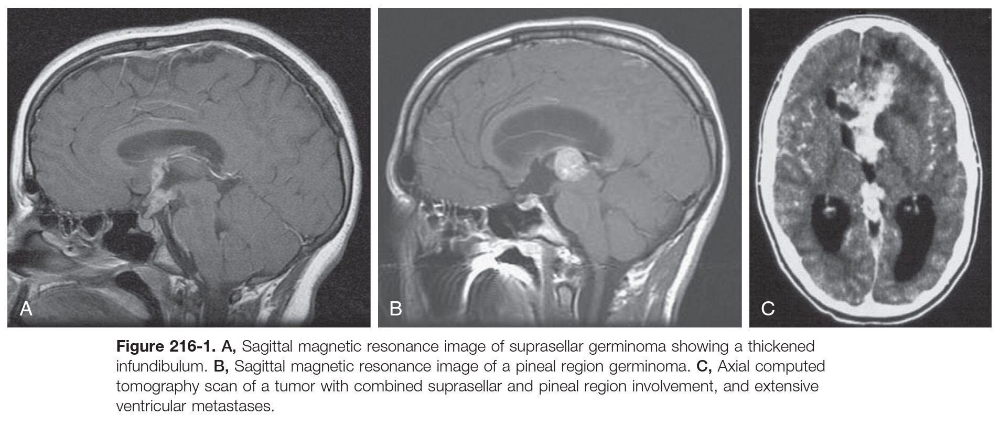 A
B
C
Figure 216-1. A, Sagittal magnetic resonance image of suprasellar germinoma showing a thickened
infundibulum. B, Sagittal magnetic resonance image of a pineal region germinoma. C, Axial computed
tomography scan of a tumor with combined suprasellar and pineal region involvement, and extensive
ventricular metastases.